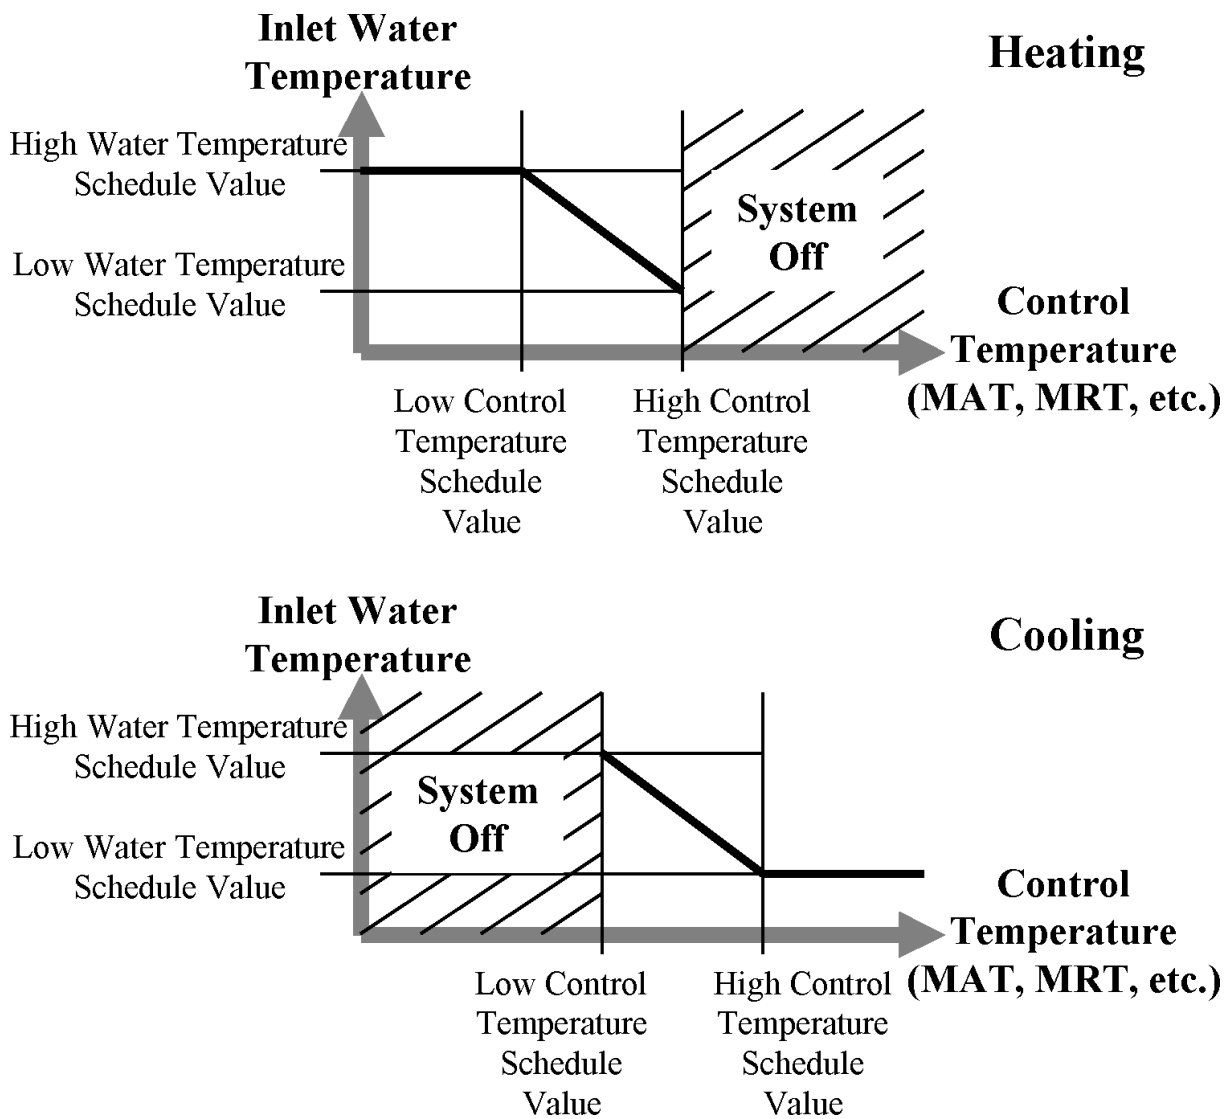 Inlet Water
Temperature
Heating
High Water Temperature
Schedule Value
System
Off
Low Water Temperature
Schedule Value
Control
Temperature
(MAT, MRT, etc.)
Low Control
Temperature
Schedule
Value
High Control
Temperature
Schedule
Value
Inlet Water
Temperature
Cooling
High Water Temperature
Schedule Value
System
Off
Low Water Temperature
Schedule Value
Control
Temperature
(MAT, MRT, etc.)
Low Control
Temperature
Schedule
Value
High Control
Temperature
Schedule
Value